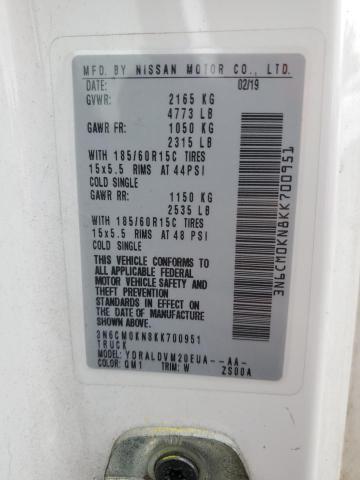 MFD. BY NISSAN MOTOR CO., LTD.
DATE: 02/19
GVWR: 2165 KG
4773 LB
GAWR FR: 1050 KG
2315 LB
WITH 185/60R15C TIRES
15x5.5 RIMS AT 44PSI
COLD SINGLE
GAWR RR: 1150 KG
2535 LB
WITH 185/60R15C TIRES
15x5.5 RIMS AT 48 PSI
COLD SINGLE
THIS VEHICLE CONFORMS TO
ALL APPLICABLE FEDERAL
MOTOR VEHICLE SAFETY AND
THEFT PREVENTION
STANDARDS IN EFFECT ON THE
DATE OF MANUFACTURE SHOWN
ABOVE.
3N6CM0KN8KK700951
TRUCK
MODEL: YDRALDVM20EUA--AA-
COLOR: QM1 TRIM: W ZS00A
3N6CM0KN8KK700951